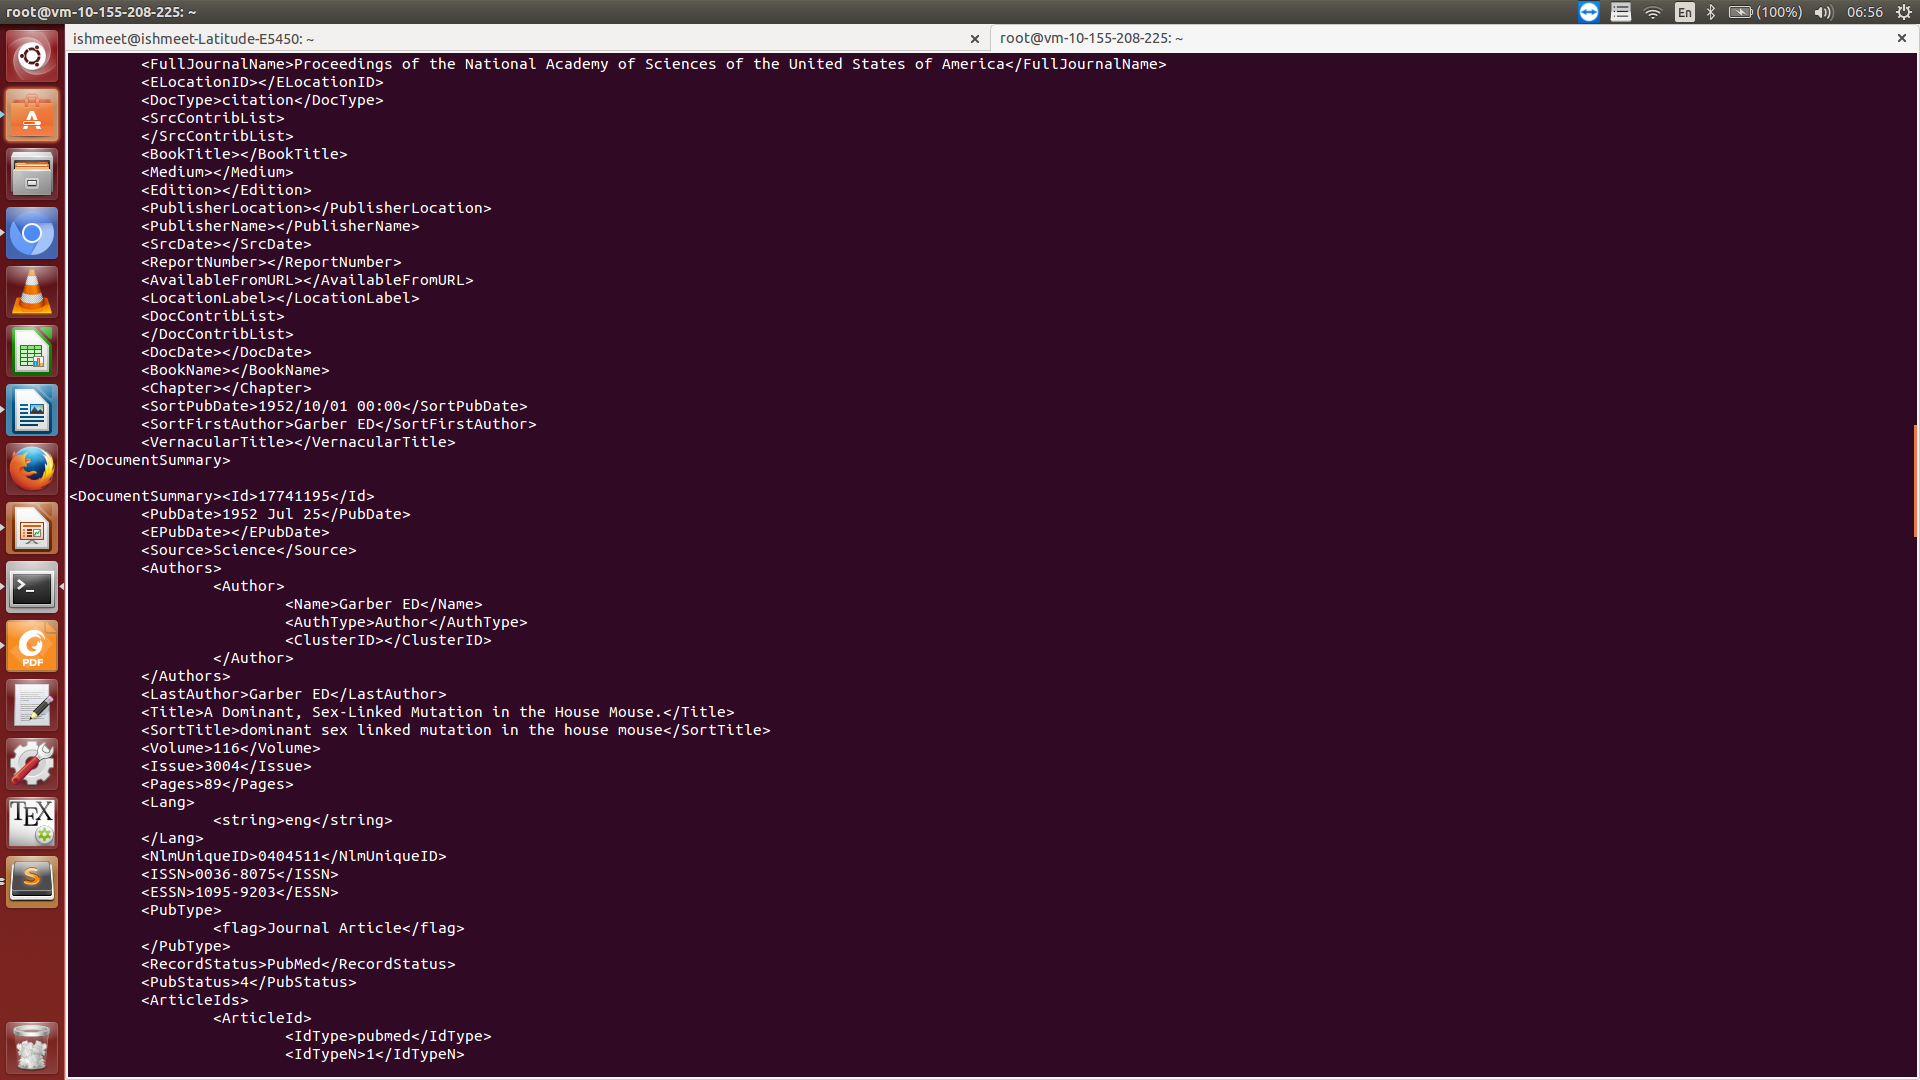 root@vm-10-155-208-225: ~
En
(100%)
06:56
ishmeet@ishmeet-Latitude-E5450: ~
root@vm-10-155-208-225: ~
<FullJournalName>Proceedings of the National Academy of Sciences of the United States of America</FullJournalName>
<ELocationID></ELocationID>
<DocType>citation</DocType>
<SrcContribList>
</SrcContribList>
<BookTitle></BookTitle>
<Medium></Medium>
<Edition></Edition>
<PublisherLocation></PublisherLocation>
<PublisherName></PublisherName>
<SrcDate></SrcDate>
<ReportNumber></ReportNumber>
<AvailableFromURL></AvailableFromURL>
<LocationLabel></LocationLabel>
<DocContribList>
</DocContribList>
<DocDate></DocDate>
<BookName></BookName>
<Chapter></Chapter>
<SortPubDate>1952/10/01 00:00</SortPubDate>
<SortFirstAuthor>Garber ED</SortFirstAuthor>
<VernacularTitle></VernacularTitle>
</DocumentSummary>
<DocumentSummary><Id>17741195</Id>
<PubDate>1952 Jul 25</PubDate>
<EPubDate></EPubDate>
<Source>Science</Source>
<Authors>
<Author>
<Name>Garber ED</Name>
<AuthType>Author</AuthType>
<ClusterID></ClusterID>
</Author>
</Authors>
<LastAuthor>Garber ED</LastAuthor>
<Title>A Dominant, Sex-Linked Mutation in the House Mouse.</Title>
<SortTitle>dominant sex linked mutation in the house mouse</SortTitle>
<Volume>116</Volume>
<Issue>3004</Issue>
<Pages>89</Pages>
<Lang>
<string>eng</string>
</Lang>
<NlmUniqueID>0404511</NlmUniqueID>
<ISSN>0036-8075</ISSN>
<ESSN>1095-9203</ESSN>
<PubType>
<flag>Journal Article</flag>
</PubType>
<RecordStatus>PubMed</RecordStatus>
<PubStatus>4</PubStatus>
<ArticleIds>
<ArticleId>
<IdType>pubmed</IdType>
<IdTypeN>1</IdTypeN>
PDF
TEX
S